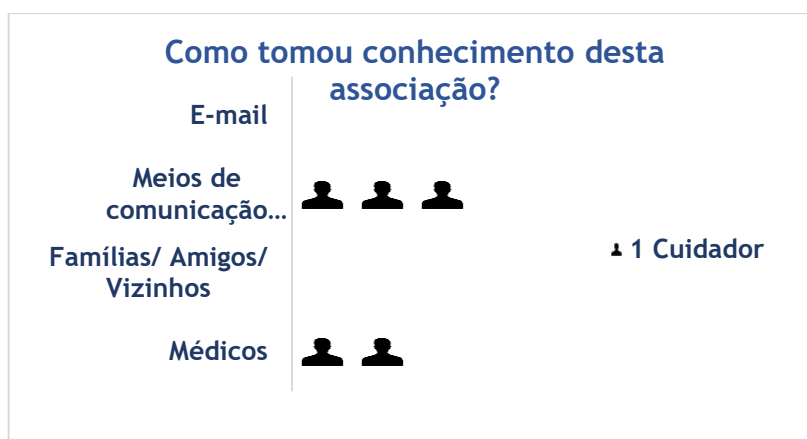 Como tomou conhecimento desta
associação?
E-mail
Meios de
comunicação…
Famílias/ Amigos/
Vizinhos
Médicos
1 Cuidador